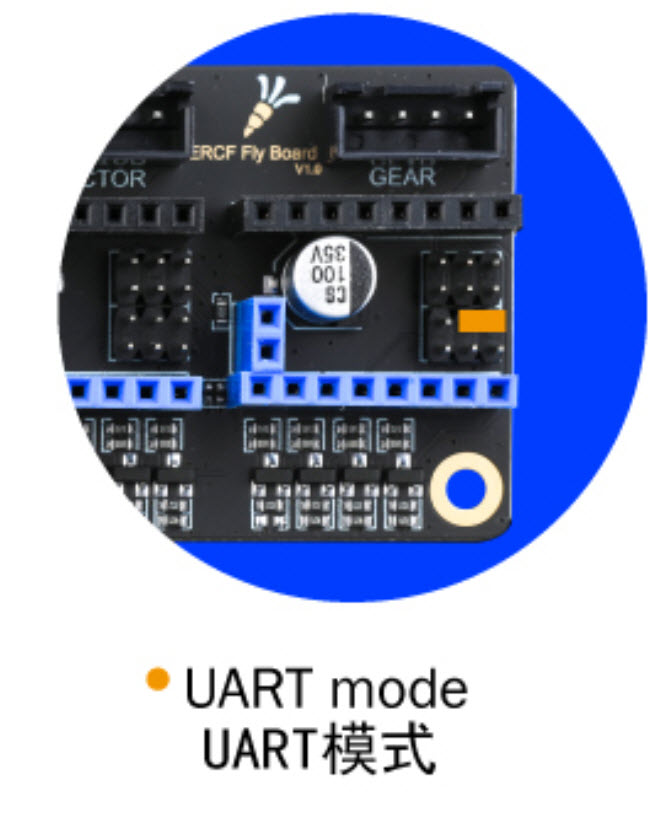 ERCF Fly Board
V1.0
CTOR
GEAR
CS
100
35V
• UART mode
UART模式